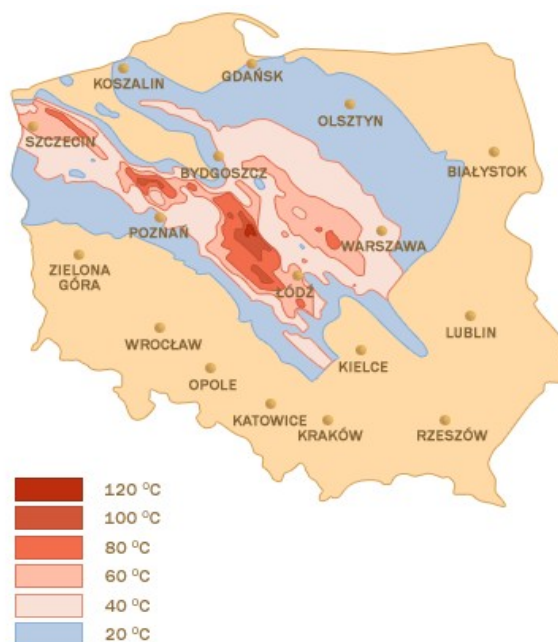 KOSZALIN
GDAŃSK
OLSZTYN
SZCZECIN
BYDGOSZCZ
BIAŁYSTOK
POZNAŃ
WARSZAWA
ZIELONA
GÓRA
ŁÓDŹ
LUBLIN
WROCŁAW
KIELCE
OPOLE
KATOWICE
KRAKÓW
RZESZÓW
120 °C
100 °C
80 °C
60 °C
40 °C
20 °C